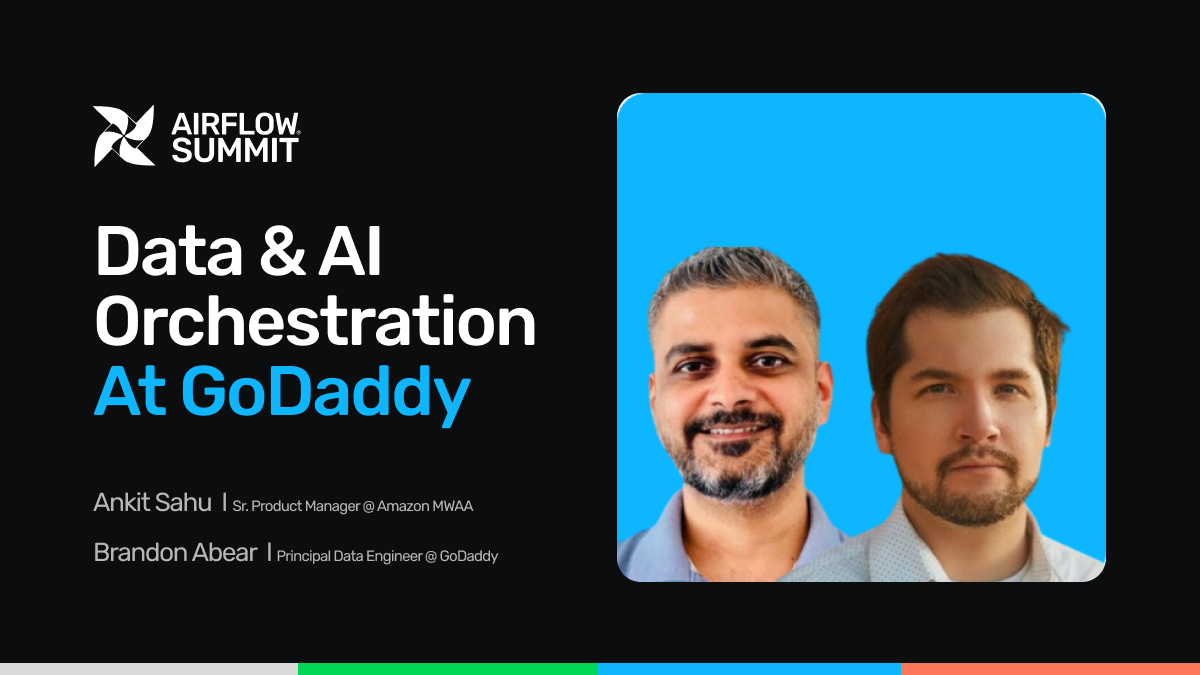 AIRFLOW
SUMMIT
Data & AI
Orchestration
At GoDaddy
Ankit Sahu | Sr. Product Manager @ Amazon MWAA
Brandon Abear | Principal Data Engineer @ GoDaddy